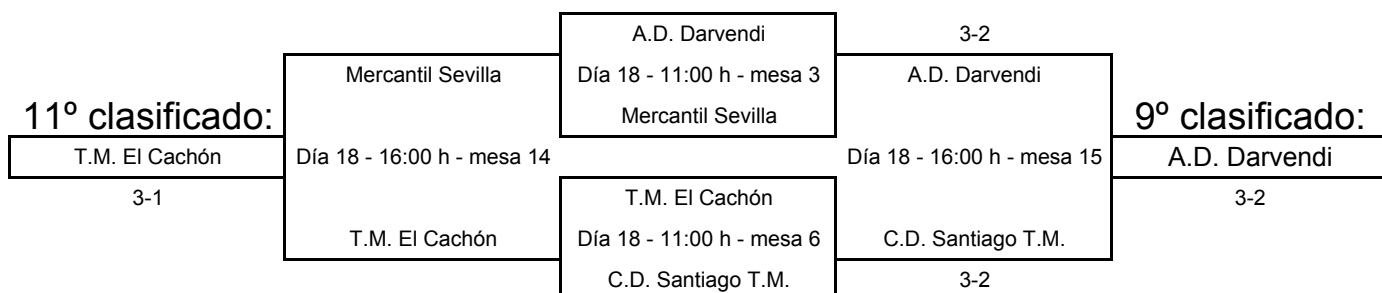 A.D. Darvendi 3-2
Mercantil Sevilla Día 18 - 11:00 h - mesa 3 A.D. Darvendi
11º clasificado: Mercantil Sevilla 9º clasificado:
T.M. El Cachón Día 18 - 16:00 h - mesa 14 Día 18 - 16:00 h - mesa 15 A.D. Darvendi
3-1 T.M. El Cachón 3-2
T.M. El Cachón Día 18 - 11:00 h - mesa 6 C.D. Santiago T.M.
C.D. Santiago T.M. 3-2